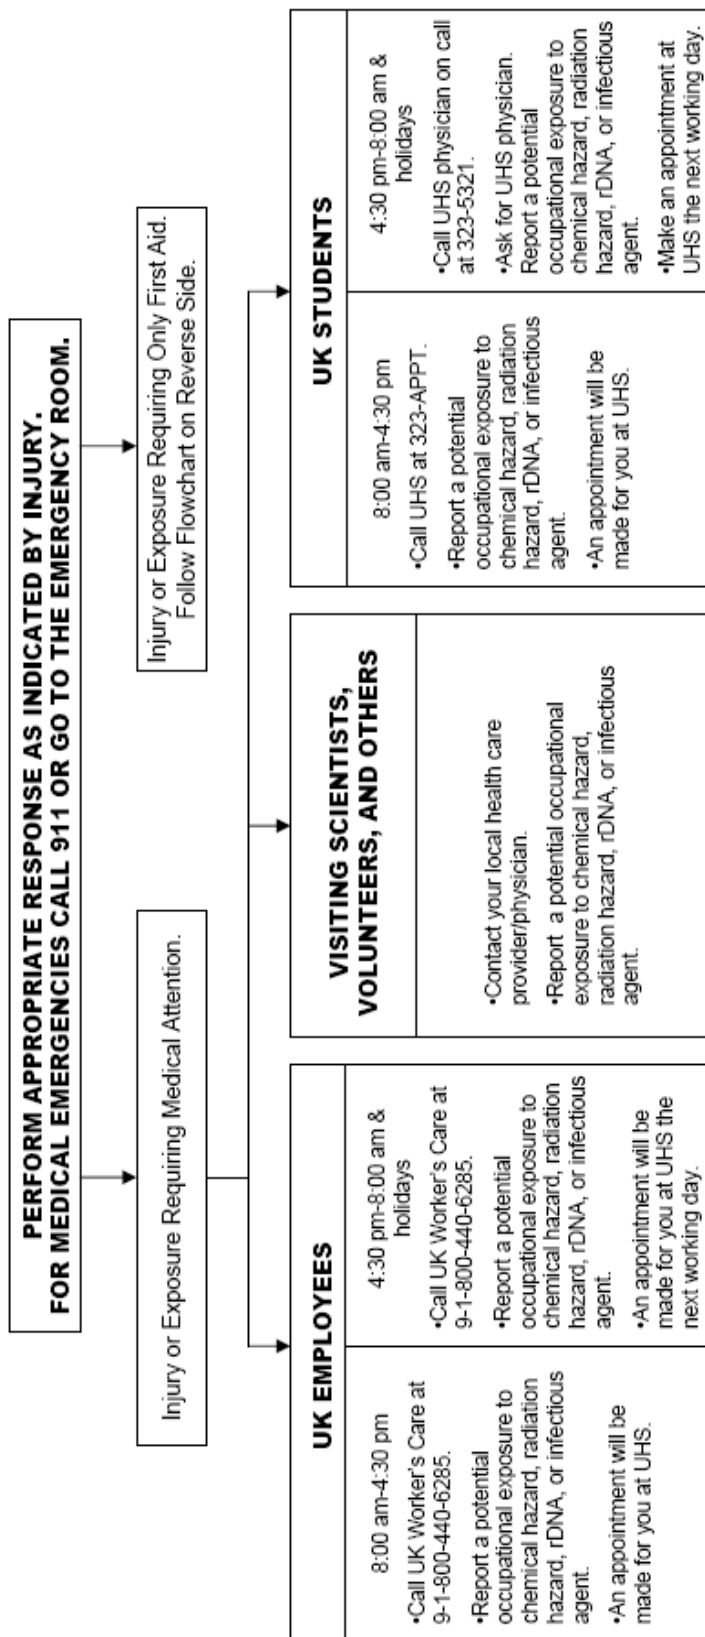 PERFORM APPROPRIATE RESPONSE AS INDICATED BY INJURY.
FOR MEDICAL EMERGENCIES CALL 911 OR GO TO THE EMERGENCY ROOM.
Injury or Exposure Requiring Medical Attention.
Injury or Exposure Requiring Only First Aid.
Follow Flowchart on Reverse Side.
UK EMPLOYEES
8:00 am-4:30 pm
•Call UK Worker's Care at
9-1-800-440-6285.
•Report a potential
occupational exposure to
chemical hazard, radiation
hazard, rDNA, or infectious
agent.
•An appointment will be
made for you at UHS.
4:30 pm-8:00 am &
holidays
•Call UK Worker's Care at
9-1-800-440-6285.
•Report a potential
occupational exposure to
chemical hazard, radiation
hazard, rDNA, or infectious
agent.
•An appointment will be
made for you at UHS the
next working day.
VISITING SCIENTISTS,
VOLUNTEERS, AND OTHERS
•Contact your local health care
provider/physician.
•Report a potential occupational
exposure to chemical hazard,
radiation hazard, rDNA, or infectious
agent.
UK STUDENTS
8:00 am-4:30 pm
•Call UHS at 323-APPT.
•Report a potential
occupational exposure to
chemical hazard, radiation
hazard, rDNA, or infectious
agent.
•An appointment will be
made for you at UHS.
4:30 pm-8:00 am &
holidays
•Call UHS physician on call
at 323-5321.
•Ask for UHS physician.
Report a potential
occupational exposure to
chemical hazard, radiation
hazard, rDNA, or infectious
agent.
•Make an appointment at
UHS the next working day.